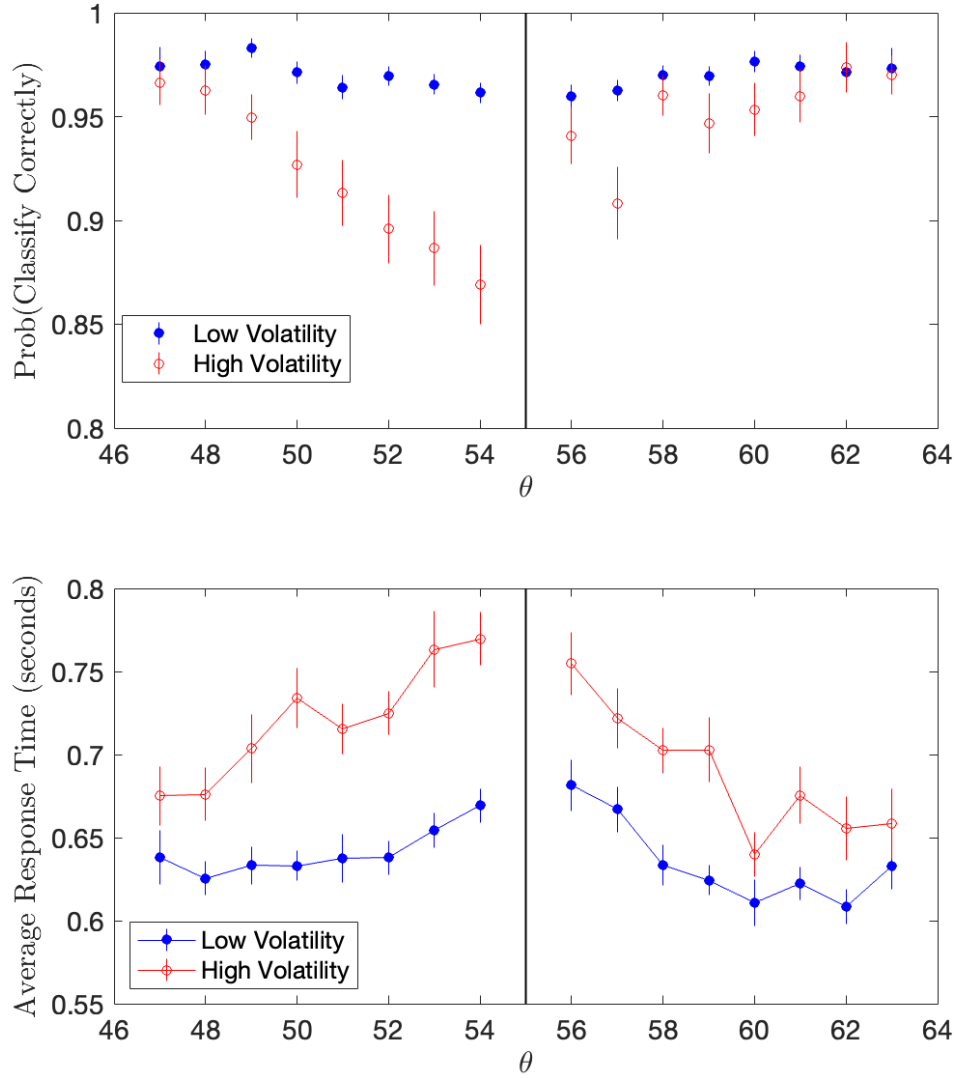 1
0.95
0.9
0.85
0.8
Prob(Classify Correctly)
Low Volatility
High Volatility
46 48 50 52 54 56 58 60 62 64
θ
0.8
0.75
0.7
0.65
0.6
0.55
Average Response Time (seconds)
Low Volatility
High Volatility
46 48 50 52 54 56 58 60 62 64
θ